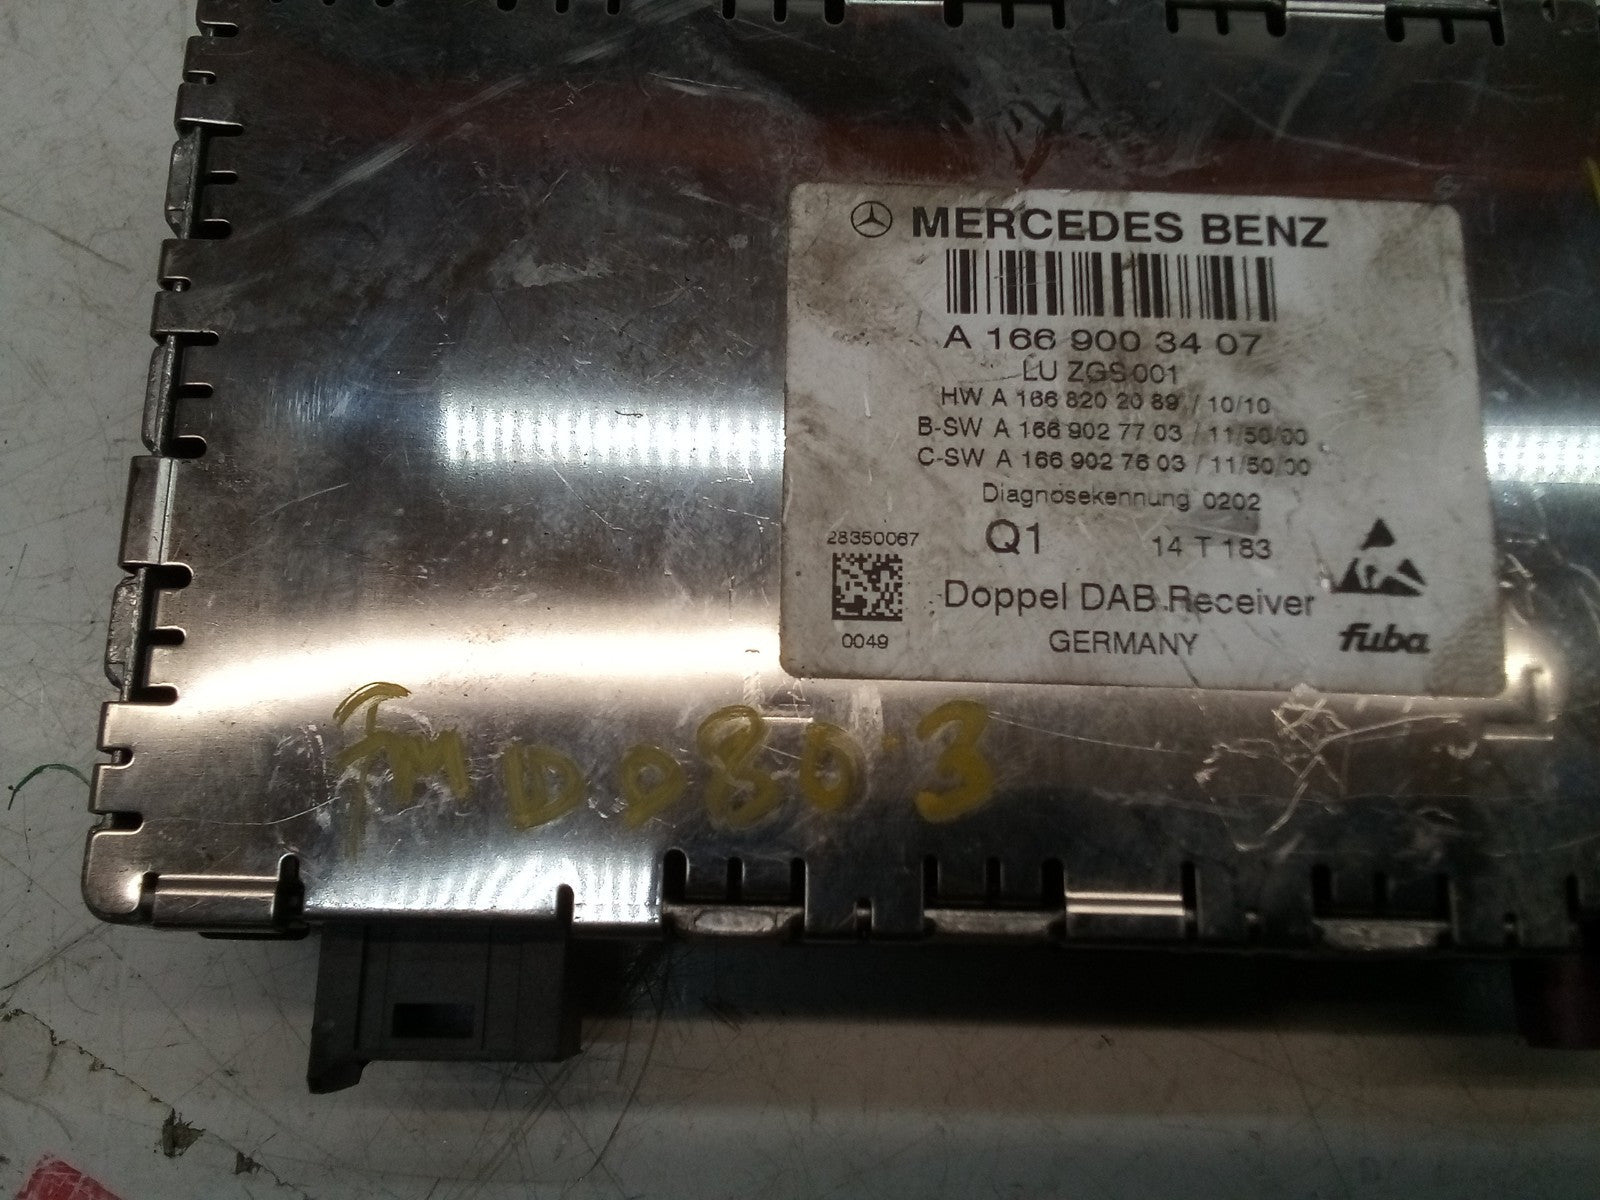 MERCEDES BENZ
A 166 900 34 07
LU ZGS 001
HW A 166 820 20 89 / 10/10
B-SW A 166 902 77 03 / 11/50/00
C-SW A 166 902 76 03 / 11/50/00
Diagnosekennung 0202
28350067
Q1 14 T 183
Doppel DAB Receiver
0049
GERMANY
fuba